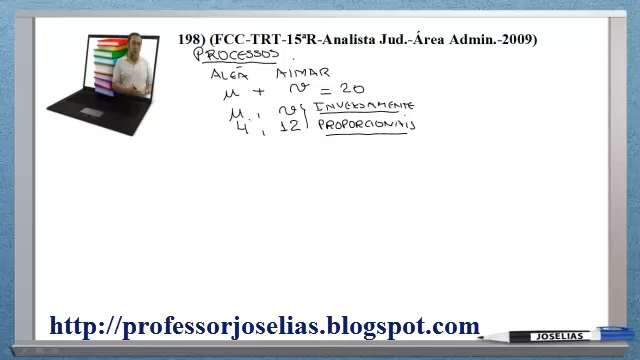 198) (FCC-TRT-15ªR-Analista Jud.-Área Admin.-2009)
PROCESSOS.
ALEÃ AIMAR
μ + ν = 20
μ, ν INVERSAMENTE
4, 12 PROPORCIONAIS
http://professorjoselias.blogspot.com
JOSELIAS